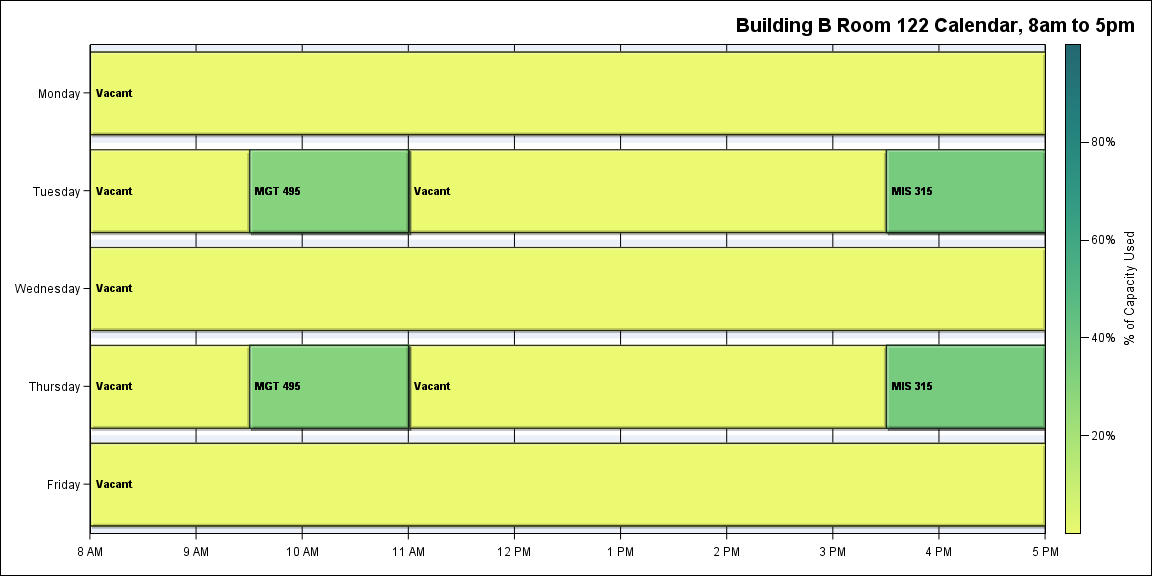 Building B Room 122 Calendar, 8am to 5pm
Monday
Vacant
Tuesday
Vacant
MGT 495
Vacant
MIS 315
Wednesday
Vacant
Thursday
Vacant
MGT 495
Vacant
MIS 315
Friday
Vacant
8 AM
9 AM
10 AM
11 AM
12 PM
1 PM
2 PM
3 PM
4 PM
5 PM
80%
60%
40%
20%
% of Capacity Used